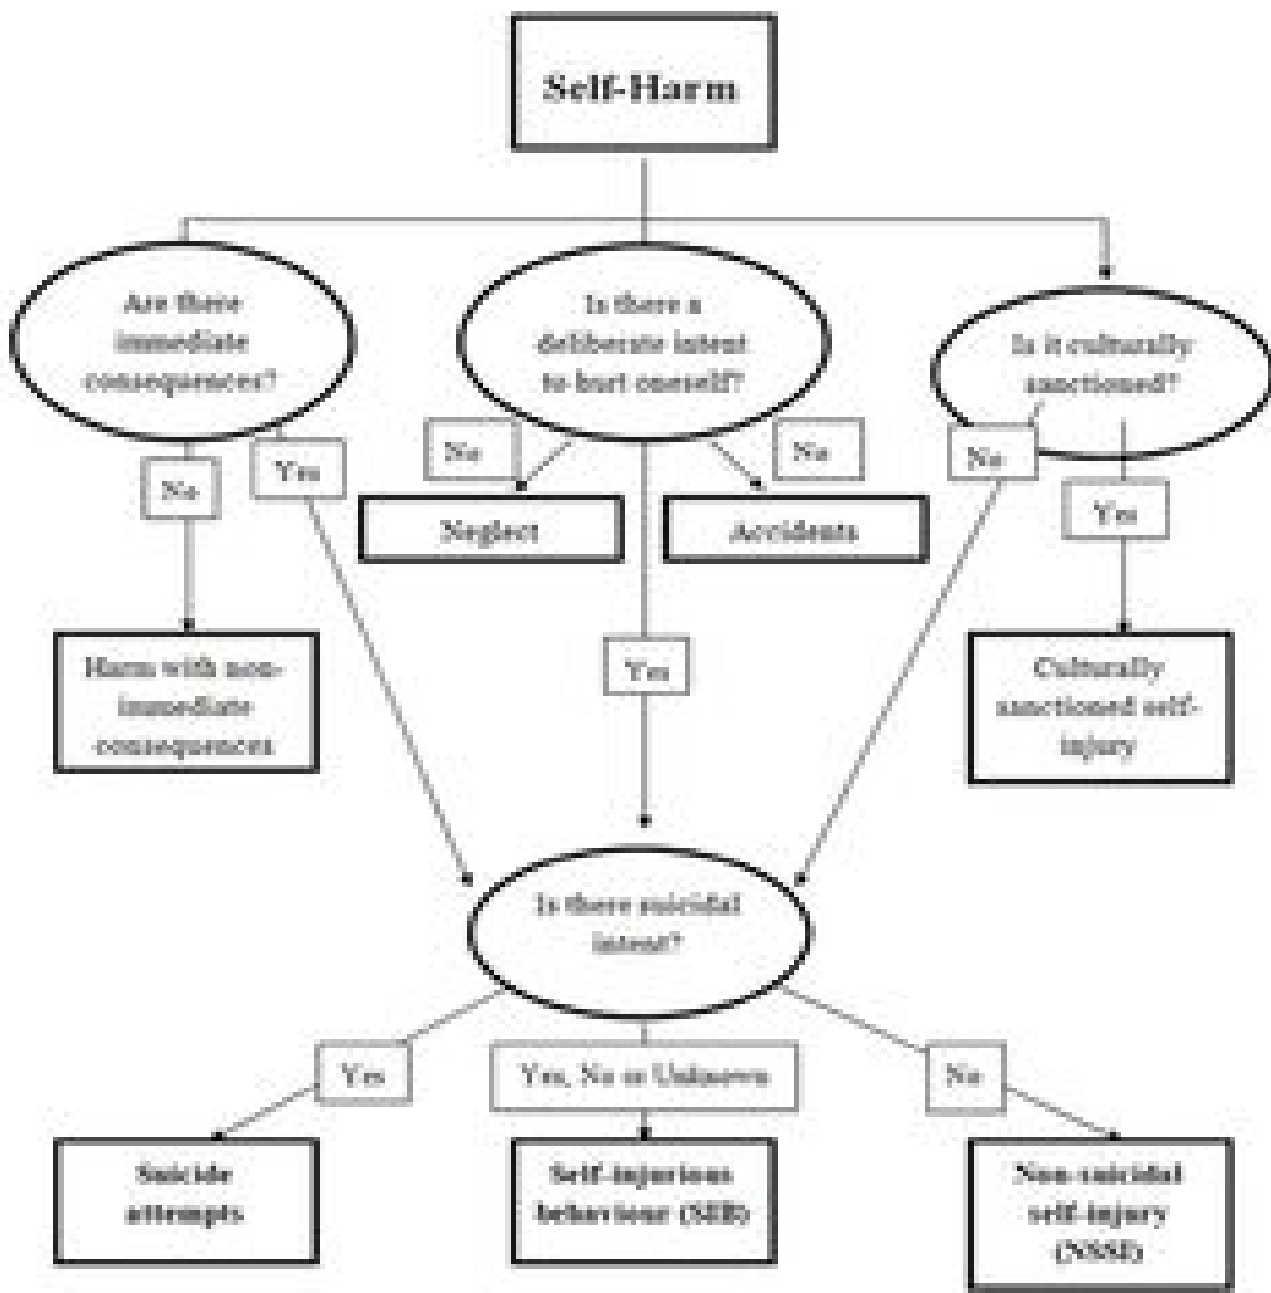 Self-Harm
Are there
immediate
consequences?
Is there a
deliberate intent
to hurt oneself?
Is it culturally
sanctioned?
No
Yes
No
No
No
Yes
Neglect
Accidents
Yes
Harm with non-
immediate
consequences
Culturally
sanctioned self-
injury
Is there suicidal
intent?
Yes
Yes, No or Unknown
No
Suicide
attempts
Self-injurious
behaviour (SIB)
Non-suicidal
self-injury
(NSSI)